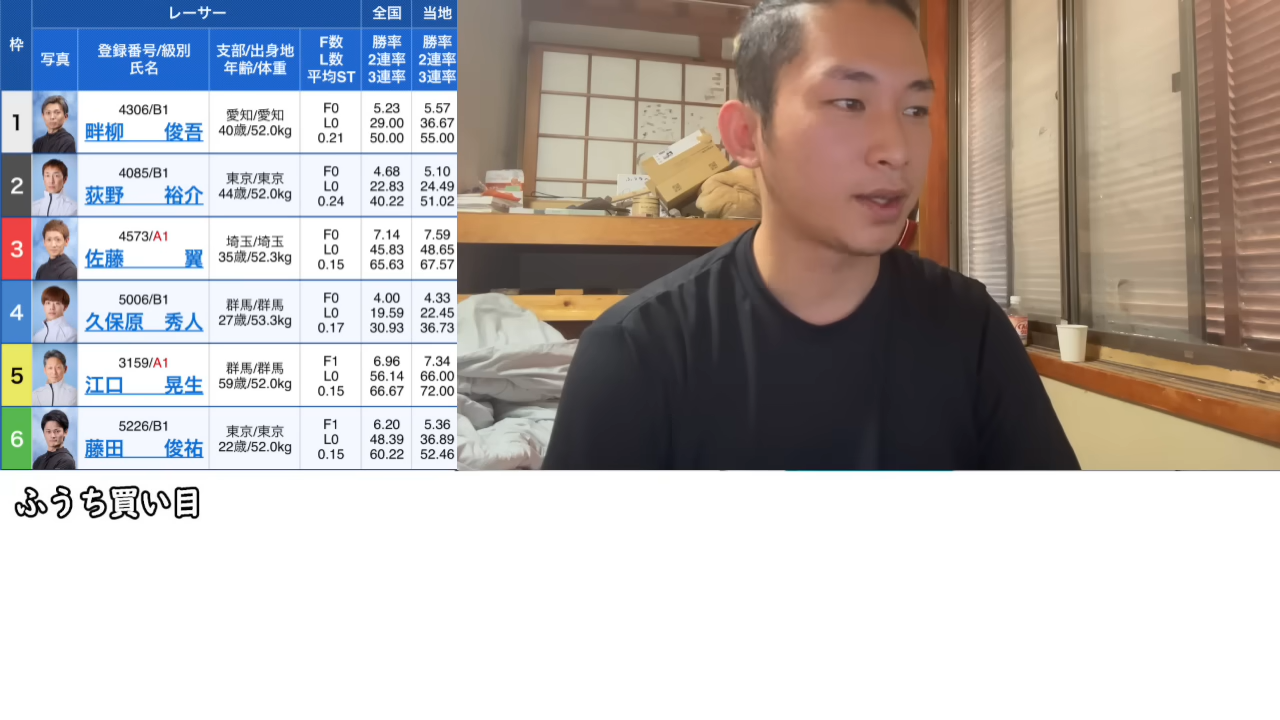 レーサー 全国 当地
枠 写真 登録番号/級別 氏名 支部/出身地 年齢/体重 F数 L数 平均ST 勝率 2連率 3連率 勝率 2連率 3連率
1 4306/B1 愛知/愛知 F0 5.23 5.57
畔柳 俊吾 40歳/52.0kg L0 29.00 36.67
0.21 50.00 55.00
2 4085/B1 東京/東京 F0 4.68 5.10
荻野 裕介 44歳/52.0kg L0 22.83 24.49
0.24 40.22 51.02
3 4573/A1 埼玉/埼玉 F0 7.14 7.59
佐藤 翼 35歳/52.3kg L0 45.83 48.65
0.15 65.63 67.57
4 5006/B1 群馬/群馬 F0 4.00 4.33
久保原 秀人 27歳/53.3kg L0 19.59 22.45
0.17 30.93 36.73
5 3159/A1 群馬/群馬 F1 6.96 7.34
江口 晃生 59歳/52.0kg L0 56.14 66.00
0.15 66.67 72.00
6 5226/B1 東京/東京 F1 6.20 5.36
藤田 俊祐 22歳/52.0kg L0 48.39 36.89
0.15 60.22 52.46
ふうち買い目